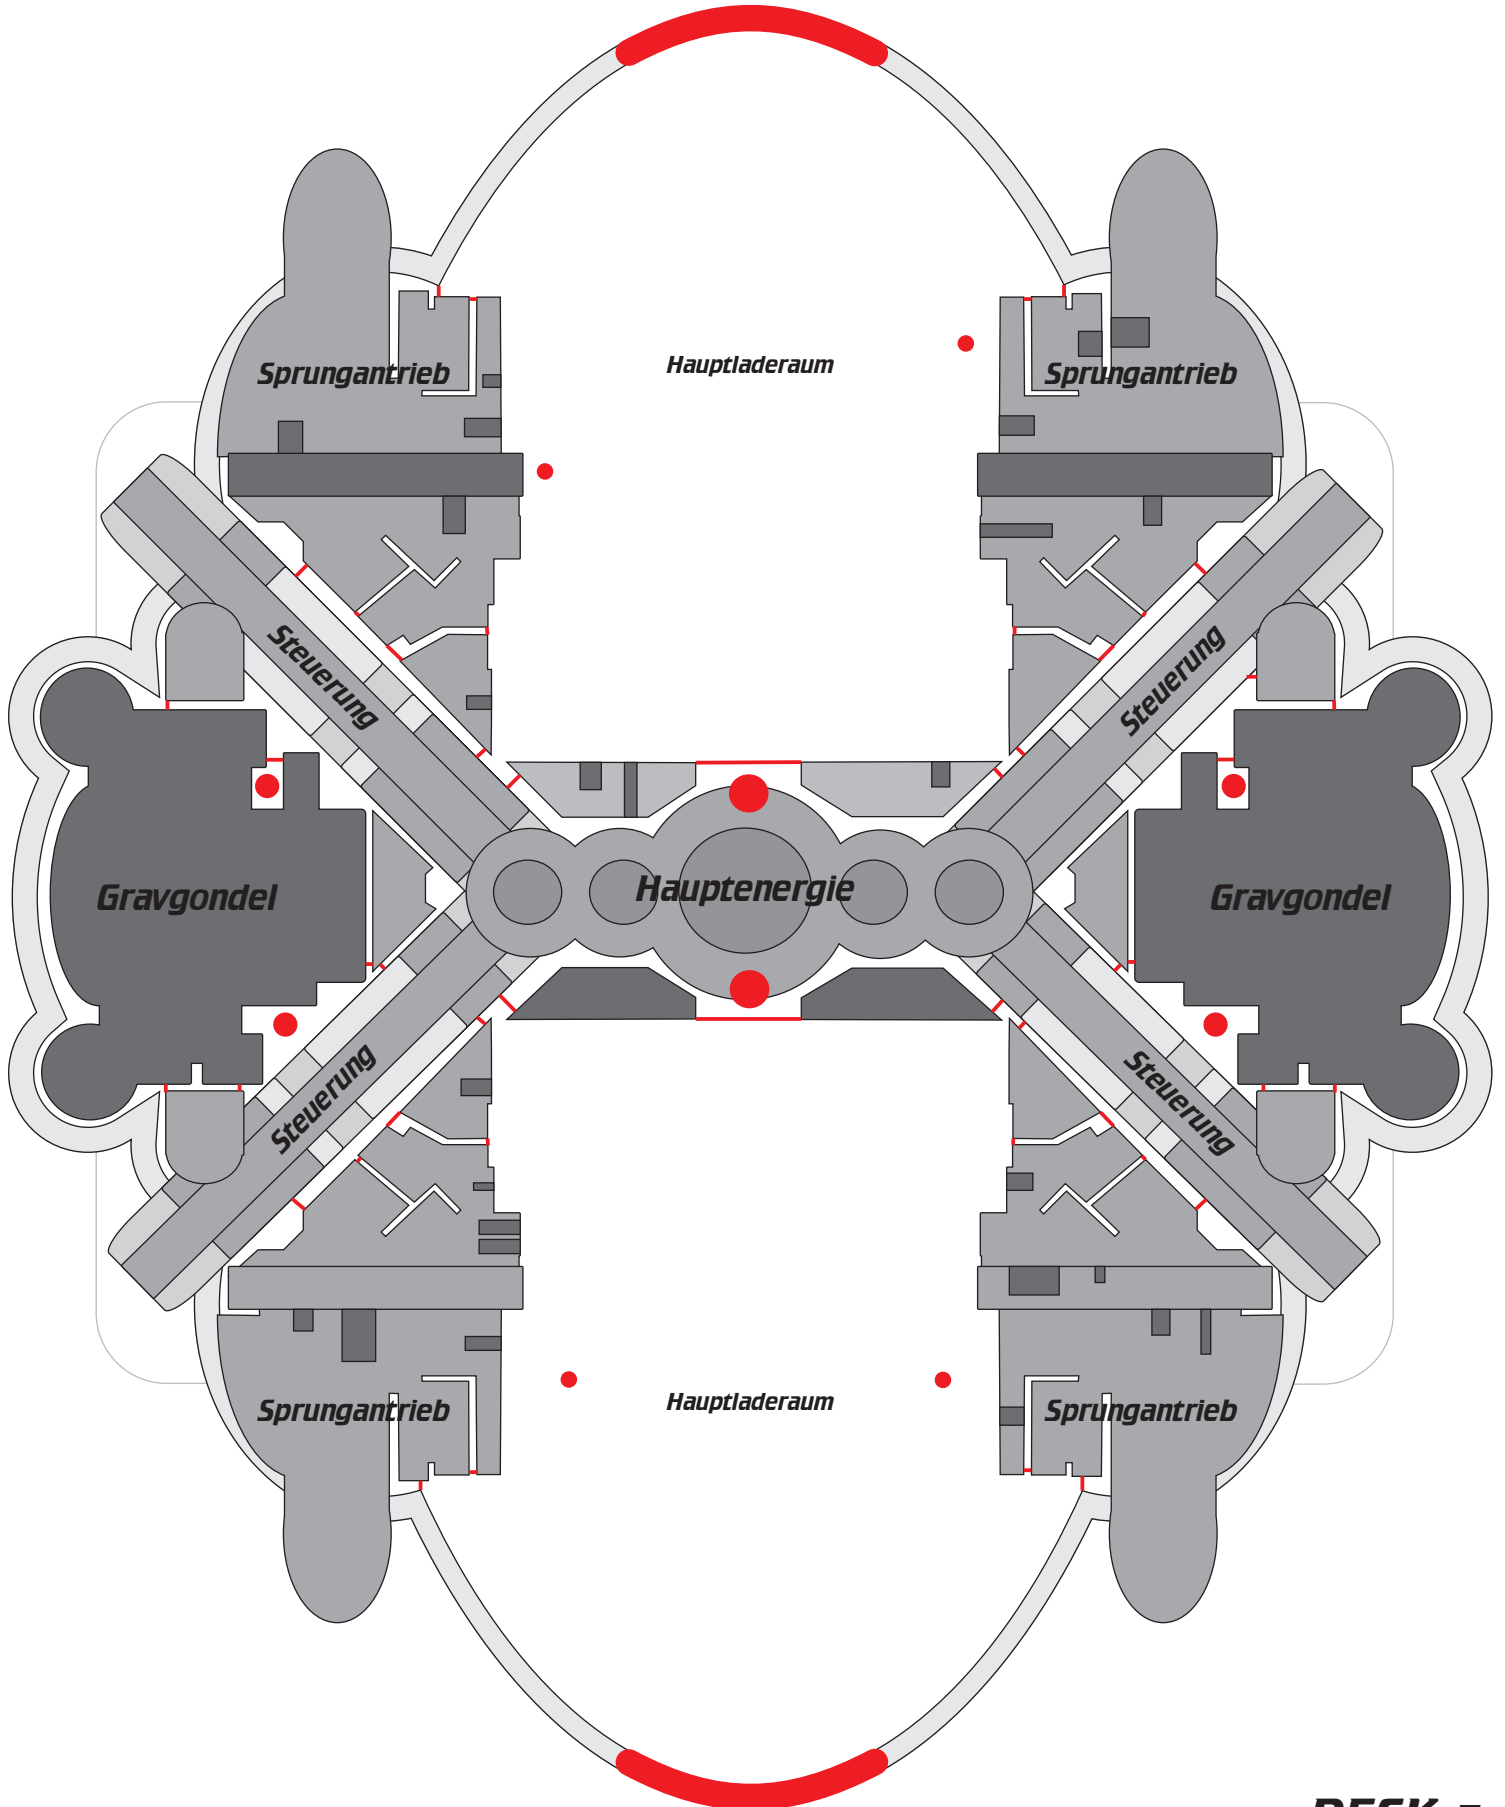 Sprungantrieb
Hauptladeraum
Sprungantrieb
Steuerung
Steuerung
Gravgondel
Hauptenergie
Gravgondel
Steuerung
Steuerung
Sprungantrieb
Hauptladeraum
Sprungantrieb